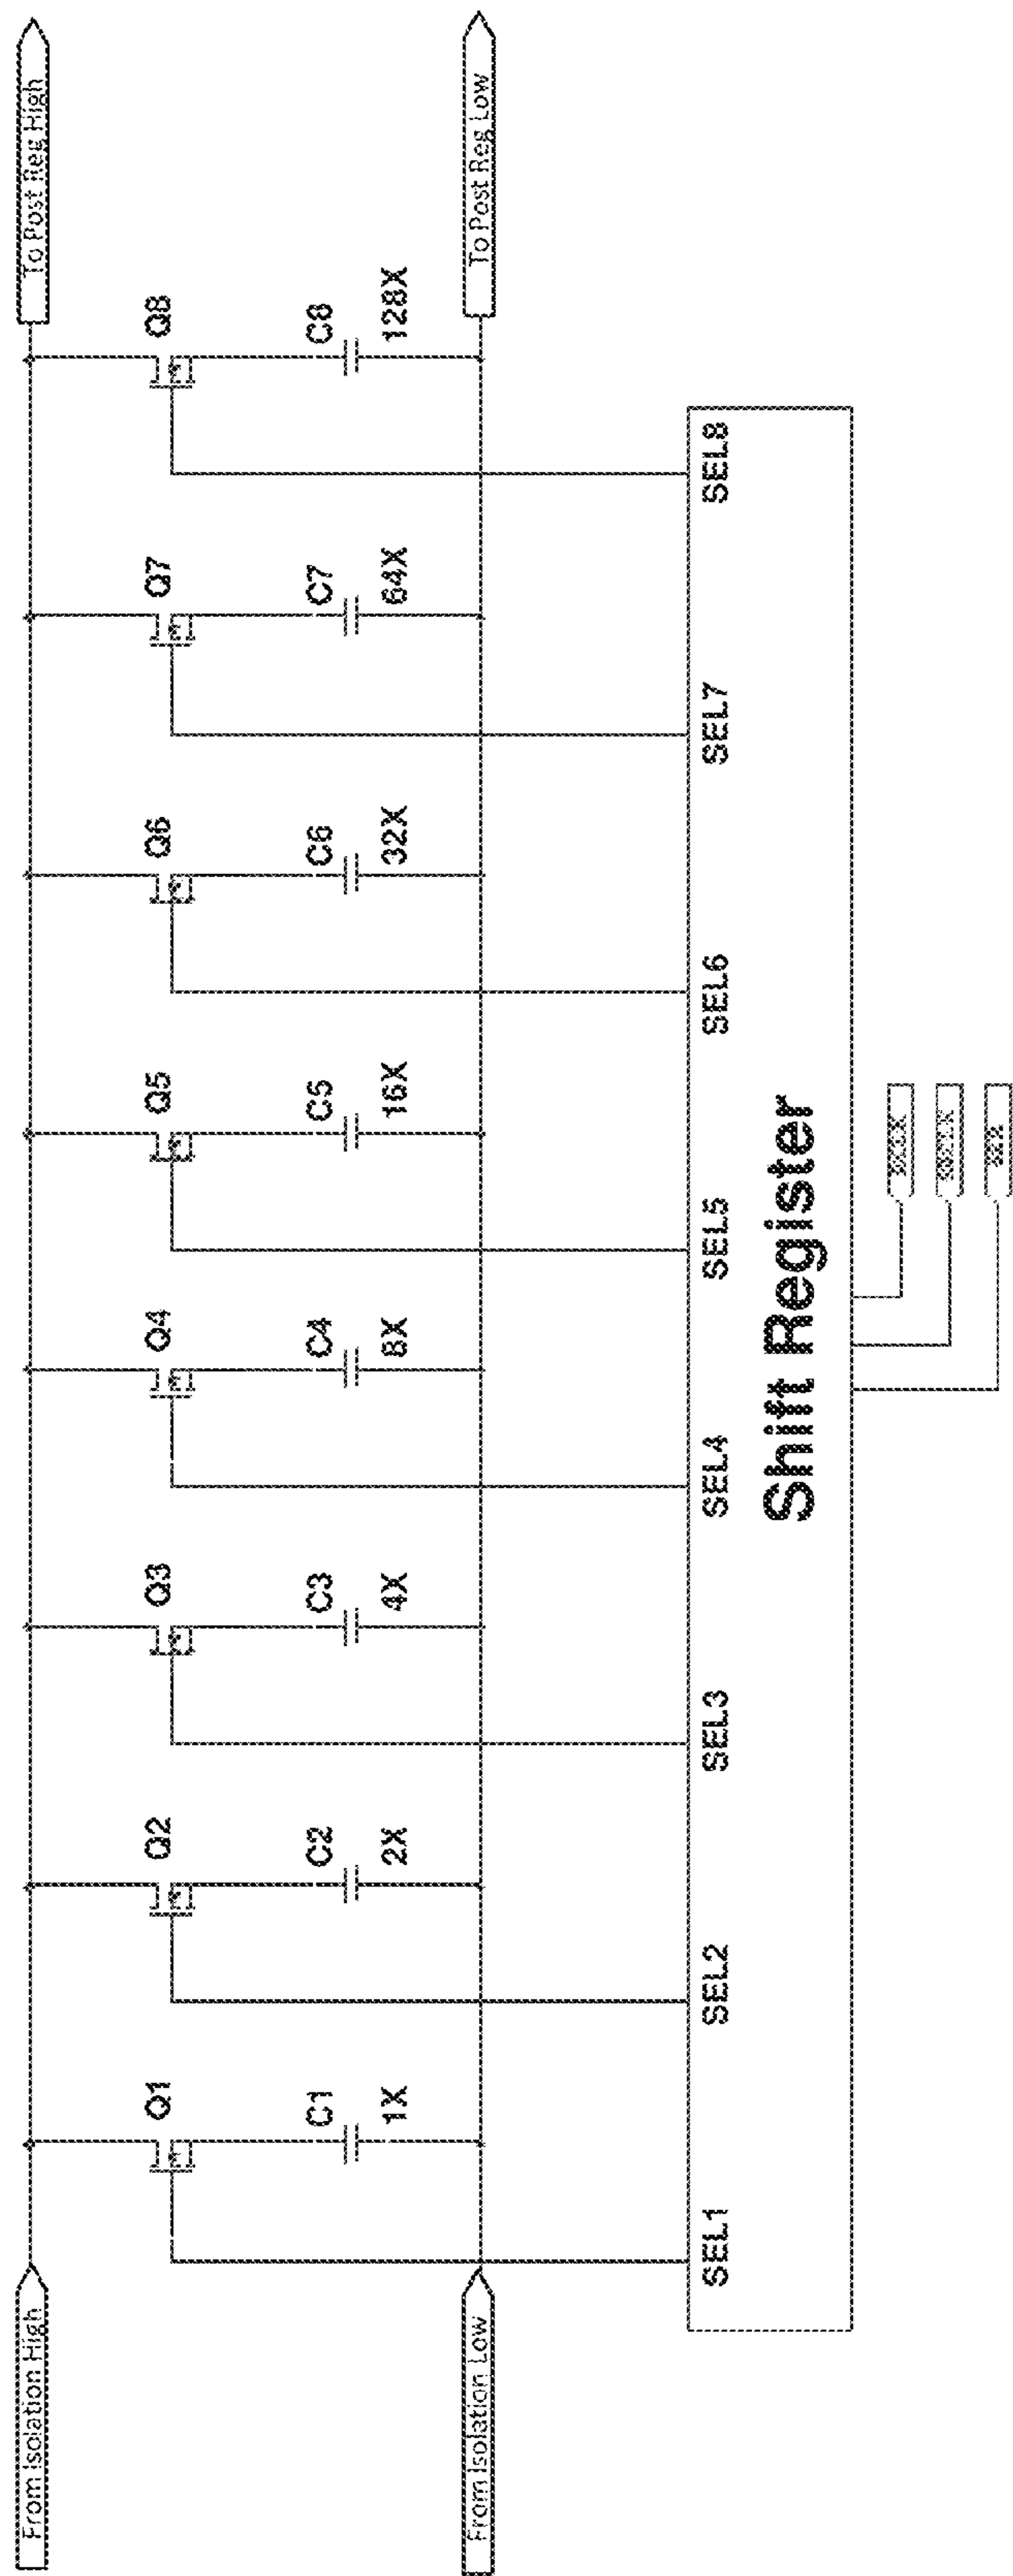 From Isolation High
To Post Reg High
Q1
Q2
Q3
Q4
Q5
Q6
Q7
Q8
C1
C2
C3
C4
C5
C6
C7
C8
1X
2X
4X
8X
16X
32X
64X
128X
From Isolation Low
To Post Reg Low
SEL1
SEL2
SEL3
SEL4
SEL5
SEL6
SEL7
SEL8
Shift Register